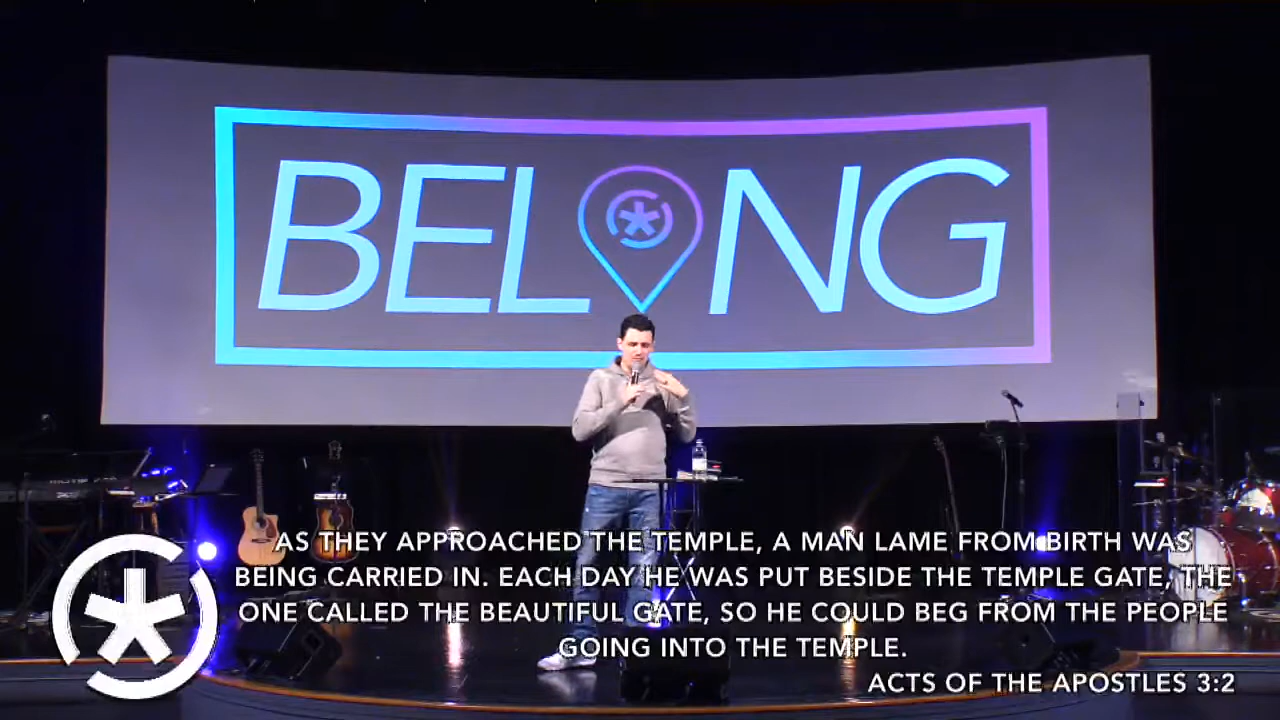 BELONG
AS THEY APPROACHED THE TEMPLE, A MAN LAME FROM BIRTH WAS
BEING CARRIED IN. EACH DAY HE WAS PUT BESIDE THE TEMPLE GATE, THE
ONE CALLED THE BEAUTIFUL GATE, SO HE COULD BEG FROM THE PEOPLE
GOING INTO THE TEMPLE.
ACTS OF THE APOSTLES 3:2